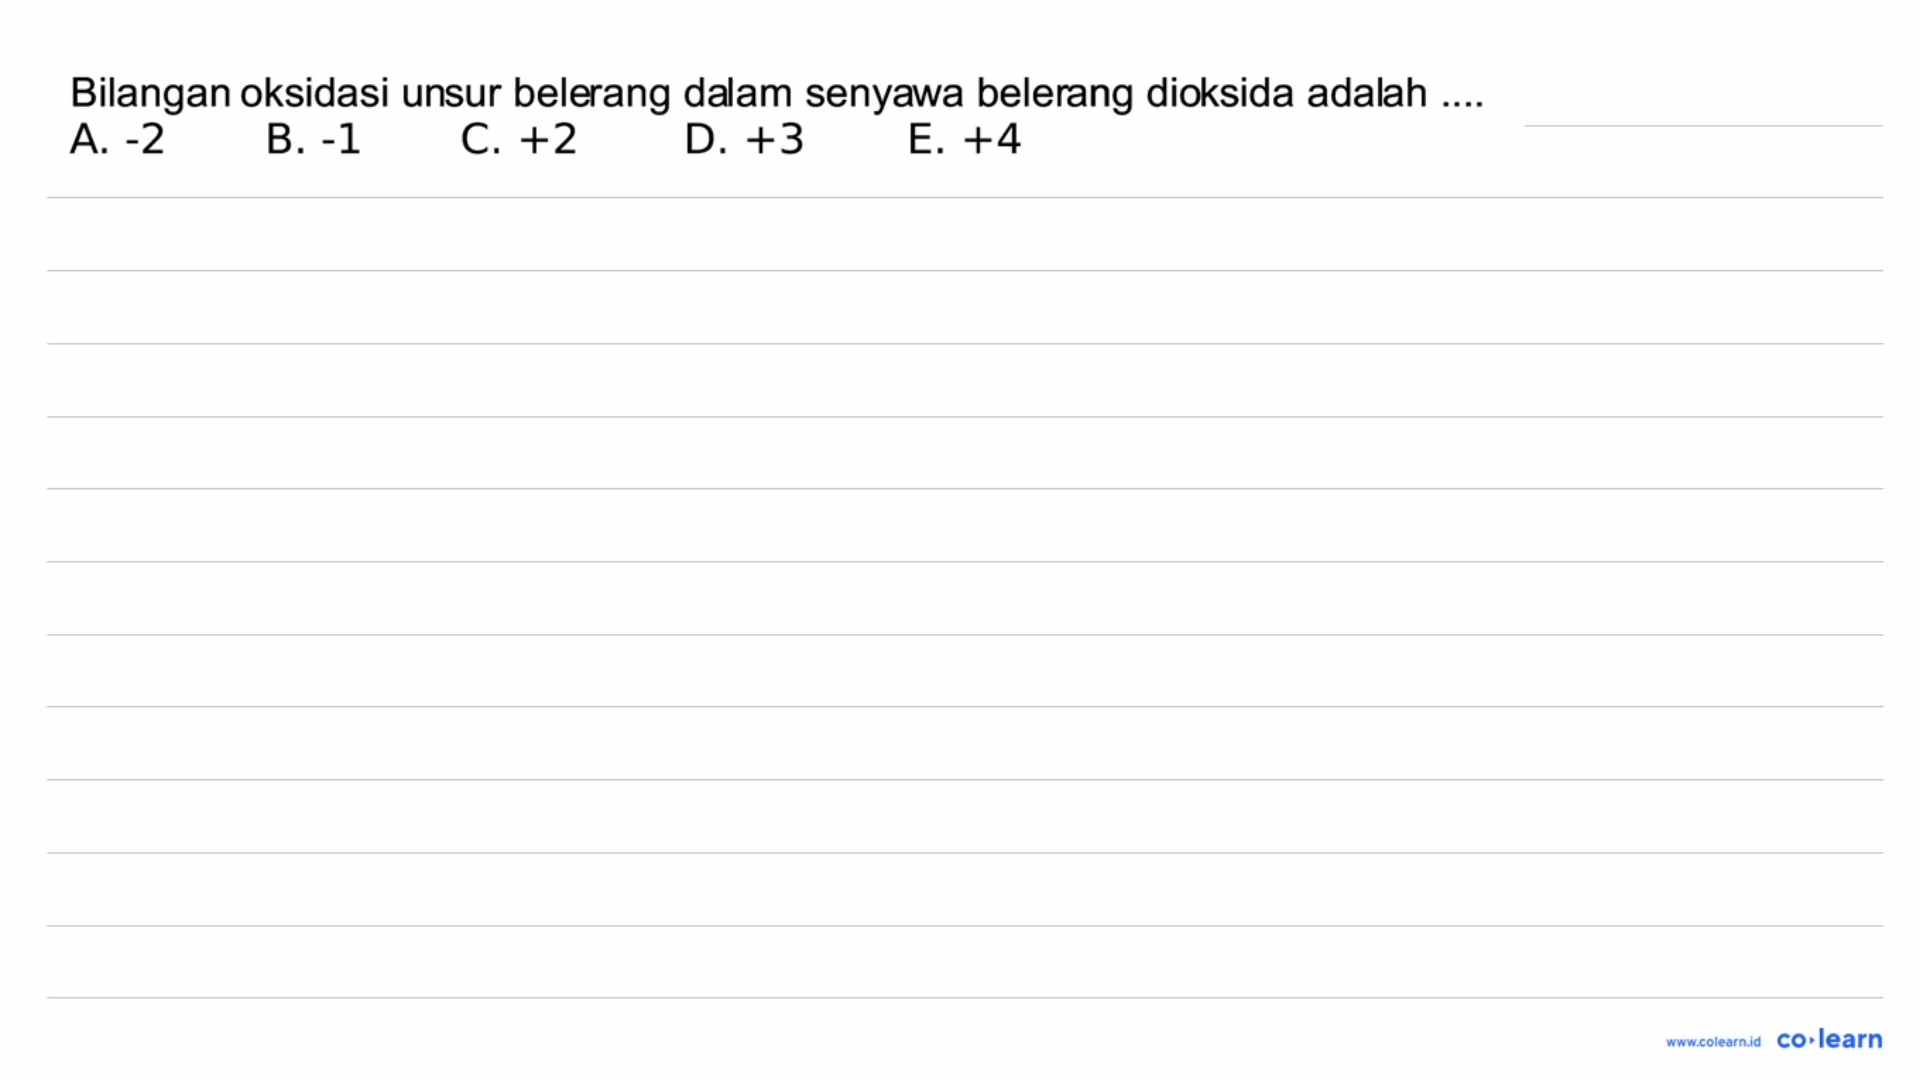 Bilangan oksidasi unsur belerang dalam senyawa belerang dioksida adalah ....
A. -2 B. -1 C. +2 D. +3 E. +4
www.colearn.id co learn